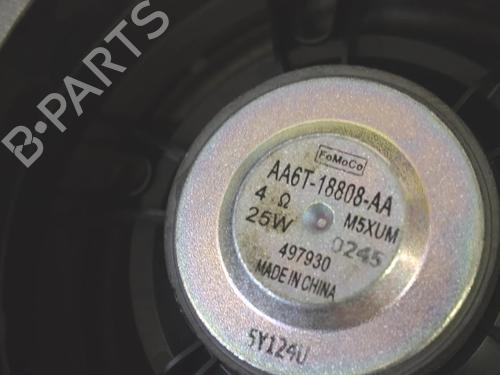 B·PARTS
FoMoCo
AA6T-18808-AA
4 Ω
M5XUM
25W
0245
497930
MADE IN CHINA
5Y124U